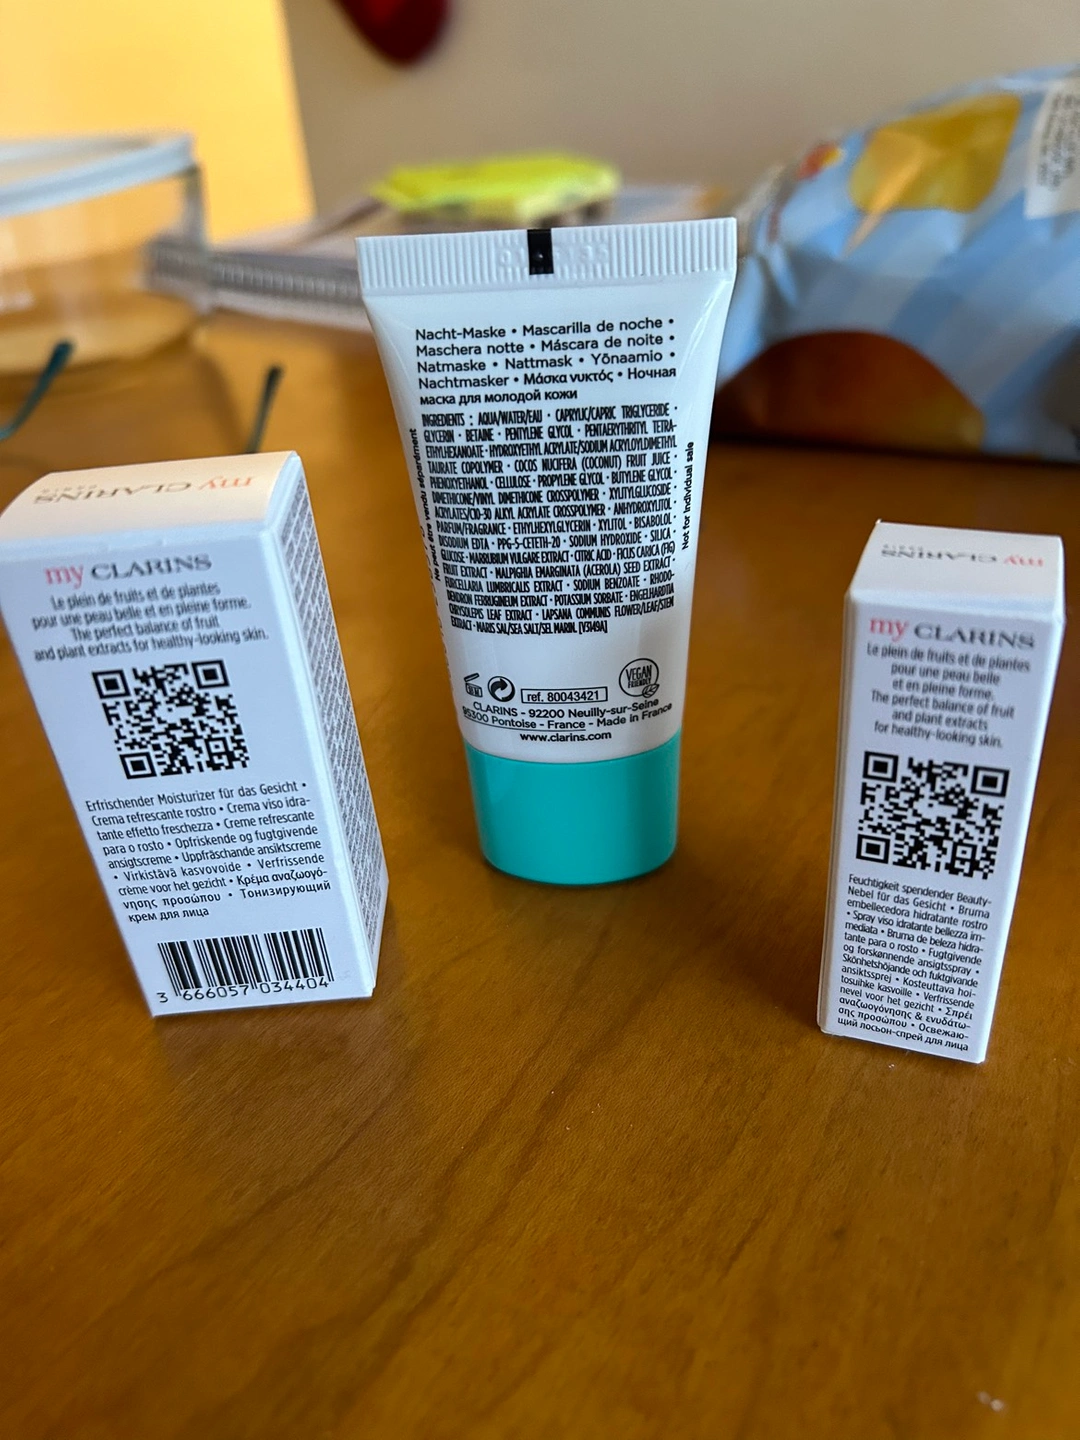 my CLARINS
my CLARINS
Le plein de fruits et de plantes
pour une peau belle et en pleine forme.
The perfect balance of fruit
and plant extracts for healthy-looking skin.
Erfrischender Moisturizer für das Gesicht •
Crema refrescante rostro • Crema viso idra-
tante effetto freschezza • Creme refrescante
para o rosto • Opfriskende og fugtgivende
ansigtscreme • Uppfräschande ansiktscreme
• Virkistävä kasvovoide • Verfrissende
crème voor het gezicht • Κρέμα αναζωογό-
νησης προσώπου • Тонизирующий
крем для лица
3 666057 034404
Nacht-Maske • Mascarilla de noche •
Maschera notte • Máscara de noite •
Natmaske • Nattmask • Yönaamio •
Nachtmasker • Μάσκα νυκτός • Ночная
маска для молодой кожи
INGREDIENTS : AQUA/WATER/EAU • CAPRYLIC/CAPRIC TRIGLYCERIDE •
GLYCERIN • BETAINE • PENTYLENE GLYCOL • PENTAERYTHRITYL TETRA-
ETHYLHEXANOATE • HYDROXYETHYL ACRYLATE/SODIUM ACRYLOYLDIMETHYL
TAURATE COPOLYMER • COCOS NUCIFERA (COCONUT) FRUIT JUICE •
PHENOXYETHANOL • CELLULOSE • PROPYLENE GLYCOL • BUTYLENE GLYCOL •
DIMETHICONE/VINYL DIMETHICONE CROSSPOLYMER • XYLITYLGLUCOSIDE •
ACRYLATES/C10-30 ALKYL ACRYLATE CROSSPOLYMER • ANHYDROXYLITOL •
PARFUM/FRAGRANCE • ETHYLHEXYLGLYCERIN • XYLITOL • BISABOLOL •
DISODIUM EDTA • PPG-5-CETETH-20 • SODIUM HYDROXIDE • SILICA •
GLUCOSE • MARRUBIUM VULGARE EXTRACT • CITRIC ACID • FICUS CARICA (FIG)
FRUIT EXTRACT • MALPIGHIA EMARGINATA (ACEROLA) SEED EXTRACT •
FURCELLARIA LUMBRICALIS EXTRACT • SODIUM BENZOATE • RHODO-
DENDRON FERRUGINEUM EXTRACT • POTASSIUM SORBATE • ENGELHARDTIA
CHRYSOLEPIS LEAF EXTRACT • LAPSANA COMMUNIS FLOWER/LEAF/STEM
EXTRACT • MARIS SAL/SEA SALT/SEL MARIN. [V3149A]
Ne peut être vendu séparément
Not for individual sale
VEGAN
FRIENDLY
ref. 80043421
CLARINS - 92200 Neuilly-sur-Seine
95300 Pontoise - France - Made in France
www.clarins.com
my CLARINS
my CLARINS
Le plein de fruits et de plantes
pour une peau belle
et en pleine forme.
The perfect balance of fruit
and plant extracts
for healthy-looking skin.
Feuchtigkeit spendender Beauty-
Nebel für das Gesicht • Bruma
embellecedora hidratante rostro
• Spray viso idratante bellezza im-
mediata • Bruma de beleza hidra-
tante para o rosto • Fugtgivende
og forskønnende ansigtsspray •
Skönhetshöjande och fuktgivande
ansiktssprej • Kosteuttava hoi-
tosuihke kasvoille • Verfrissende
nevel voor het gezicht • Σπρέι
αναζωογόνησης & ενυδάτω-
σης προσώπου • Освежаю-
щий лосьон-спрей для лица